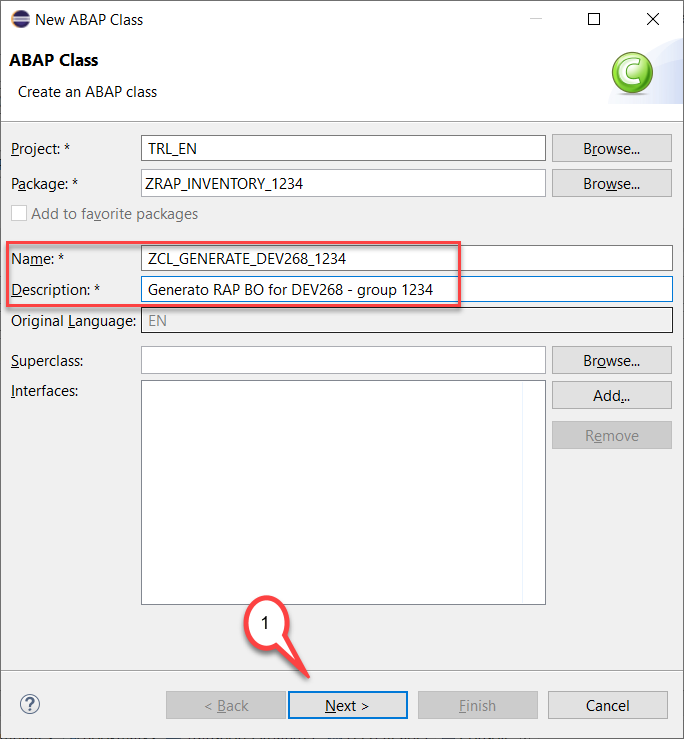 New ABAP Class
ABAP Class
Create an ABAP class
Project: * TRL_EN Browse...
Package: * ZRAP_INVENTORY_1234 Browse...
Add to favorite packages
Name: * ZCL_GENERATE_DEV268_1234
Description: * Generato RAP BO for DEV268 - group 1234
Original Language: EN
Superclass: Browse...
Interfaces: Add...
Remove
1
? < Back Next > Finish Cancel